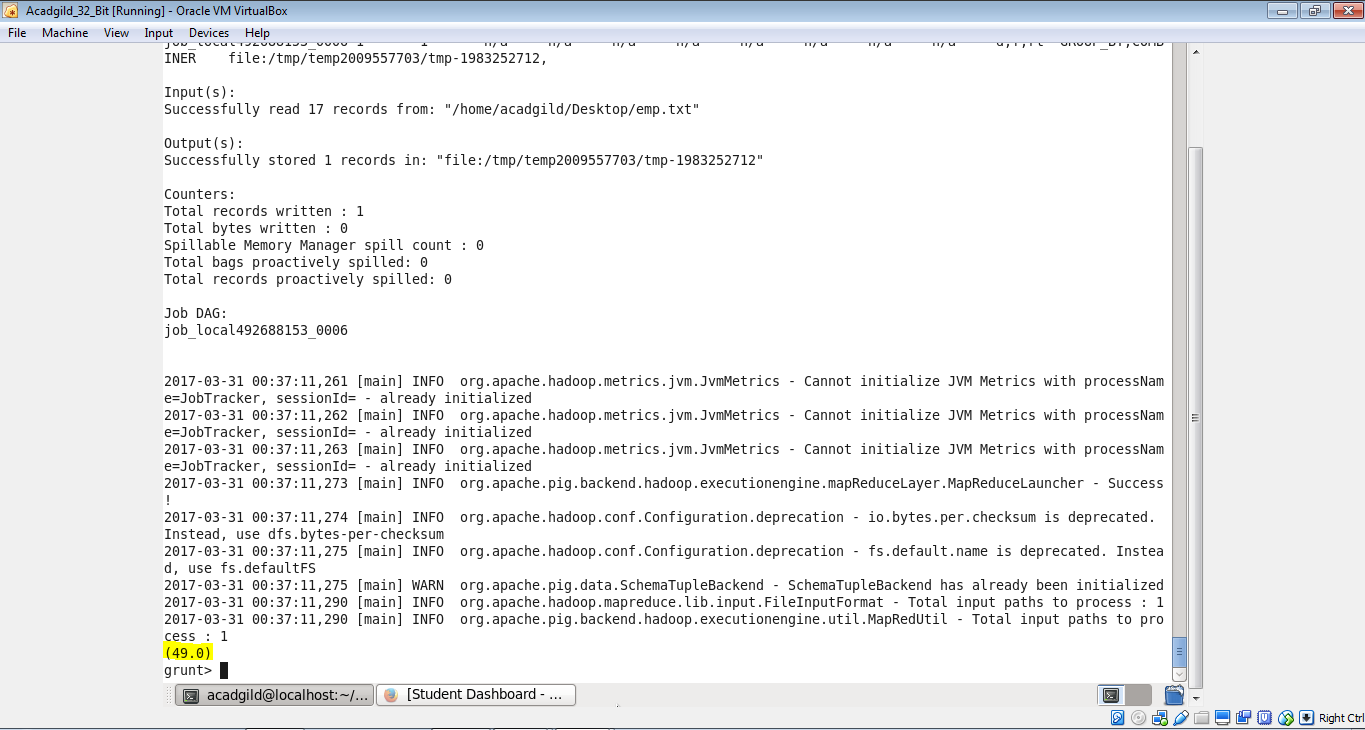 Acadgild_32_Bit [Running] - Oracle VM VirtualBox
File Machine View Input Devices Help
job_local492688153_0006 1 1 n/a n/a n/a n/a n/a n/a n/a n/a d,f,ft GROUP_BY,COMB
INER file:/tmp/temp2009557703/tmp-1983252712,
Input(s):
Successfully read 17 records from: "/home/acadgild/Desktop/emp.txt"
Output(s):
Successfully stored 1 records in: "file:/tmp/temp2009557703/tmp-1983252712"
Counters:
Total records written : 1
Total bytes written : 0
Spillable Memory Manager spill count : 0
Total bags proactively spilled: 0
Total records proactively spilled: 0
Job DAG:
job_local492688153_0006
2017-03-31 00:37:11,261 [main] INFO  org.apache.hadoop.metrics.jvm.JvmMetrics - Cannot initialize JVM Metrics with processNam
e=JobTracker, sessionId= - already initialized
2017-03-31 00:37:11,262 [main] INFO  org.apache.hadoop.metrics.jvm.JvmMetrics - Cannot initialize JVM Metrics with processNam
e=JobTracker, sessionId= - already initialized
2017-03-31 00:37:11,263 [main] INFO  org.apache.hadoop.metrics.jvm.JvmMetrics - Cannot initialize JVM Metrics with processNam
e=JobTracker, sessionId= - already initialized
2017-03-31 00:37:11,273 [main] INFO  org.apache.pig.backend.hadoop.executionengine.mapReduceLayer.MapReduceLauncher - Success
!
2017-03-31 00:37:11,274 [main] INFO  org.apache.hadoop.conf.Configuration.deprecation - io.bytes.per.checksum is deprecated.
Instead, use dfs.bytes-per-checksum
2017-03-31 00:37:11,275 [main] INFO  org.apache.hadoop.conf.Configuration.deprecation - fs.default.name is deprecated. Instea
d, use fs.defaultFS
2017-03-31 00:37:11,275 [main] WARN  org.apache.pig.data.SchemaTupleBackend - SchemaTupleBackend has already been initialized
2017-03-31 00:37:11,290 [main] INFO  org.apache.hadoop.mapreduce.lib.input.FileInputFormat - Total input paths to process : 1
2017-03-31 00:37:11,290 [main] INFO  org.apache.pig.backend.hadoop.executionengine.util.MapRedUtil - Total input paths to pro
cess : 1
(49.0)
grunt>
acadgild@localhost:~/... [Student Dashboard - ...
Right Ctrl